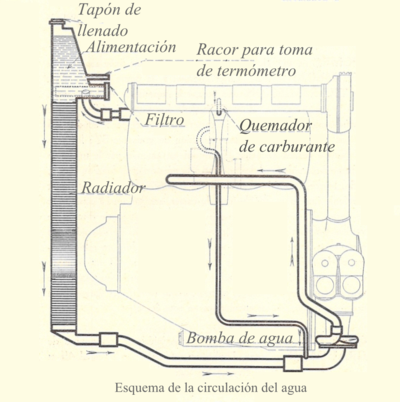 Tapón de
llenado
Alimentación
Racor para toma
de termómetro
Filtro
Quemador
de carburante
Radiador
Bomba de agua
Esquema de la circulación del agua